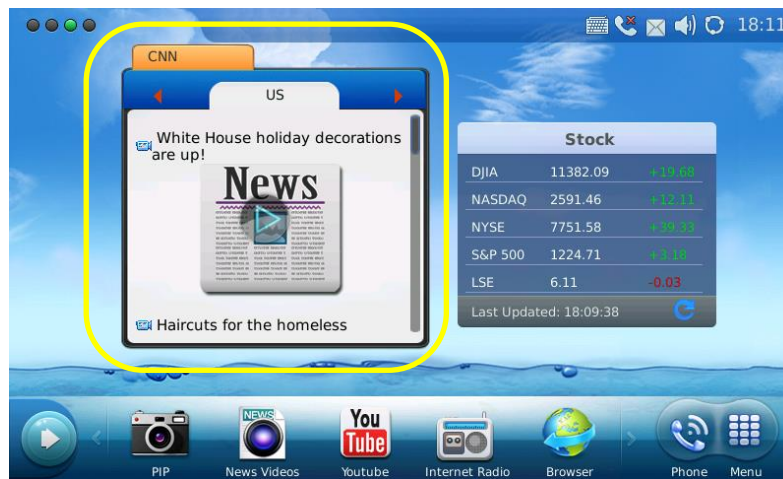 18:11
CNN
US
White House holiday decorations
are up!
News
Haircuts for the homeless
Stock
DJIA 11382.09 +19.68
NASDAQ 2591.46 +12.11
NYSE 7751.58 +39.33
S&P 500 1224.71 +3.18
LSE 6.11 -0.03
Last Updated: 18:09:38
NEWS
You
Tube
PIP
News Videos
Youtube
Internet Radio
Browser
Phone
Menu